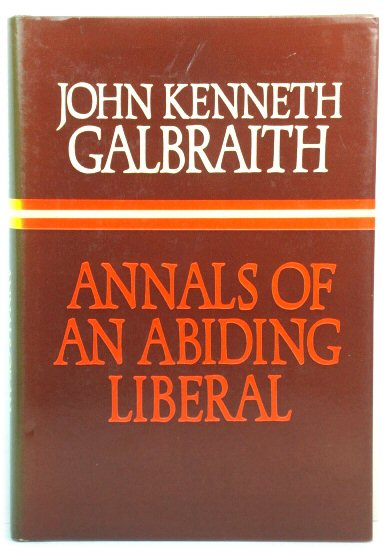 JOHN KENNETH
GALBRAITH
ANNALS OF
AN ABIDING
LIBERAL